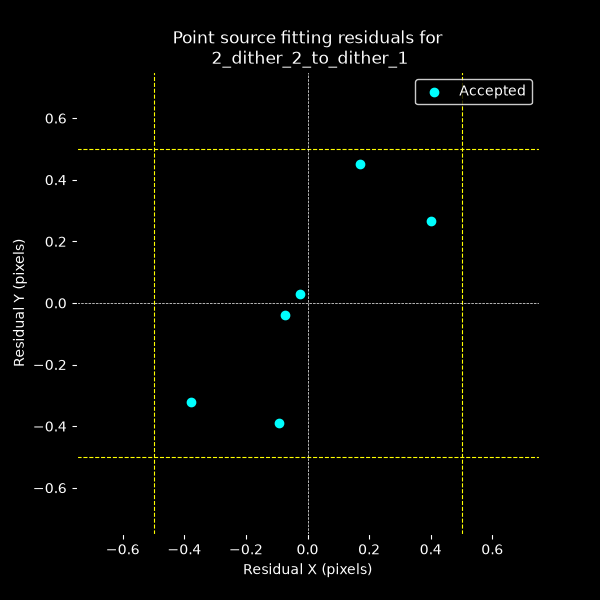 Point source fitting residuals for
2_dither_2_to_dither_1
Accepted
0.6
0.4
0.2
0.0
−0.2
−0.4
−0.6
Residual Y (pixels)
−0.6 −0.4 −0.2 0.0 0.2 0.4 0.6
Residual X (pixels)